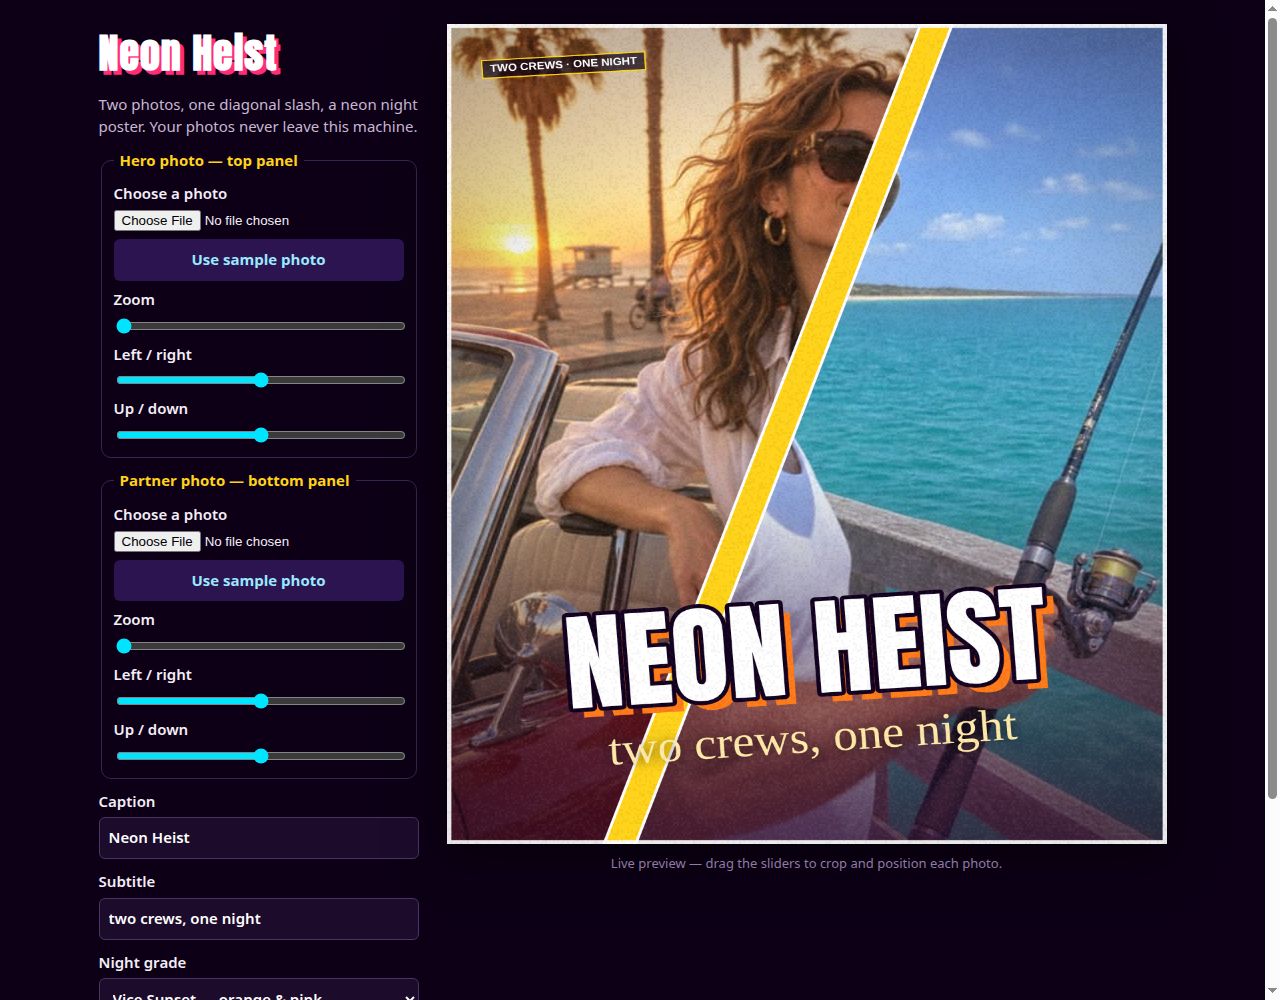 Neon Heist
Two photos, one diagonal slash, a neon night
poster. Your photos never leave this machine.
Hero photo — top panel
Choose a photo
Choose File No file chosen
Use sample photo
Zoom
Left / right
Up / down
Partner photo — bottom panel
Choose a photo
Choose File No file chosen
Use sample photo
Zoom
Left / right
Up / down
Caption
Neon Heist
Subtitle
two crews, one night
Night grade
Vice Sunset — orange & pink
TWO CREWS · ONE NIGHT
NEON HEIST
two crews, one night
Live preview — drag the sliders to crop and position each photo.